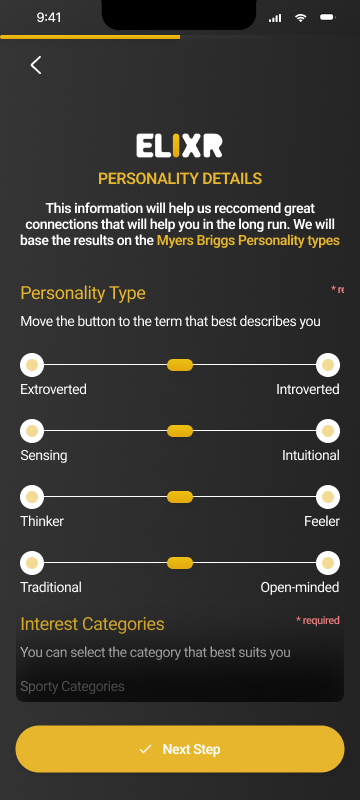 9:41
ELIXR
PERSONALITY DETAILS
This information will help us reccomend great
connections that will help you in the long run. We will
base the results on the Myers Briggs Personality types
Personality Type
* re
Move the button to the term that best describes you
Extroverted Introverted
Sensing Intuitional
Thinker Feeler
Traditional Open-minded
Interest Categories * required
You can select the category that best suits you
Sporty Categories
Next Step